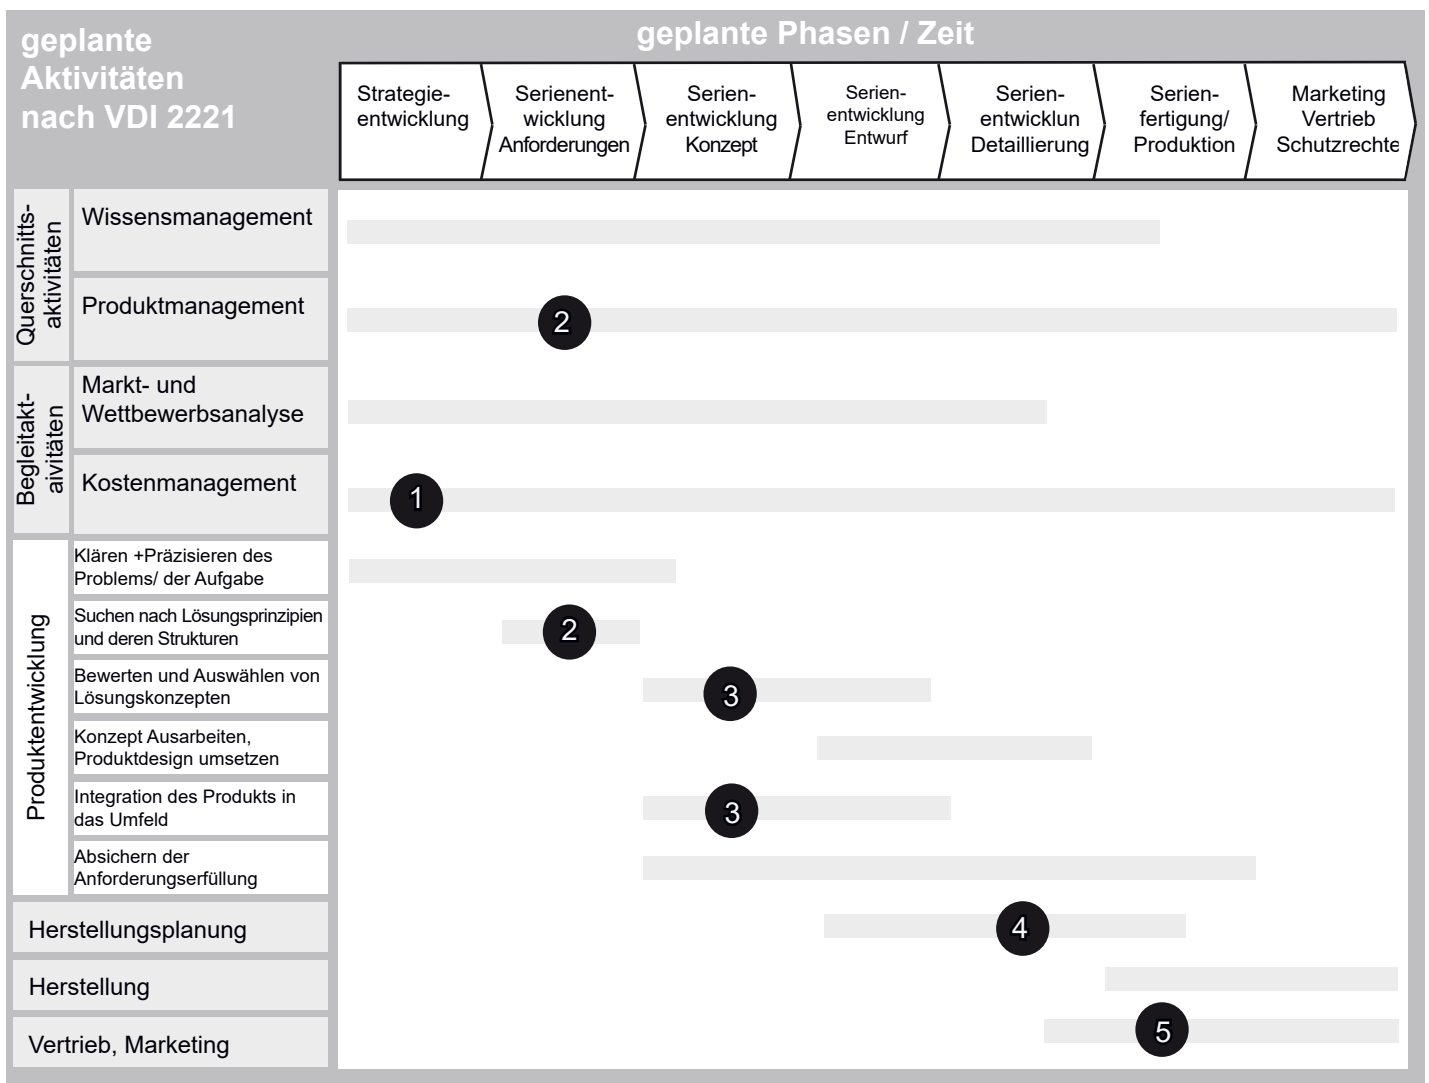 geplante
Aktivitäten
nach VDI 2221
geplante Phasen / Zeit
Strategie-
entwicklung
Serienent-
wicklung
Anforderungen
Serien-
entwicklung
Konzept
Serien-
entwicklung
Entwurf
Serien-
entwicklun
Detaillierung
Serien-
fertigung/
Produktion
Marketing
Vertrieb
Schutzrechte
Querschnitts-
aktivitäten
Wissensmanagement
Produktmanagement
2
Begleitakt-
aivitäten
Markt- und
Wettbewerbsanalyse
Kostenmanagement
1
Produktentwicklung
Klären +Präzisieren des
Problems/ der Aufgabe
Suchen nach Lösungsprinzipien
und deren Strukturen
2
Bewerten und Auswählen von
Lösungskonzepten
3
Konzept Ausarbeiten,
Produktdesign umsetzen
Integration des Produkts in
das Umfeld
3
Absichern der
Anforderungserfüllung
Herstellungsplanung
4
Herstellung
Vertrieb, Marketing
5